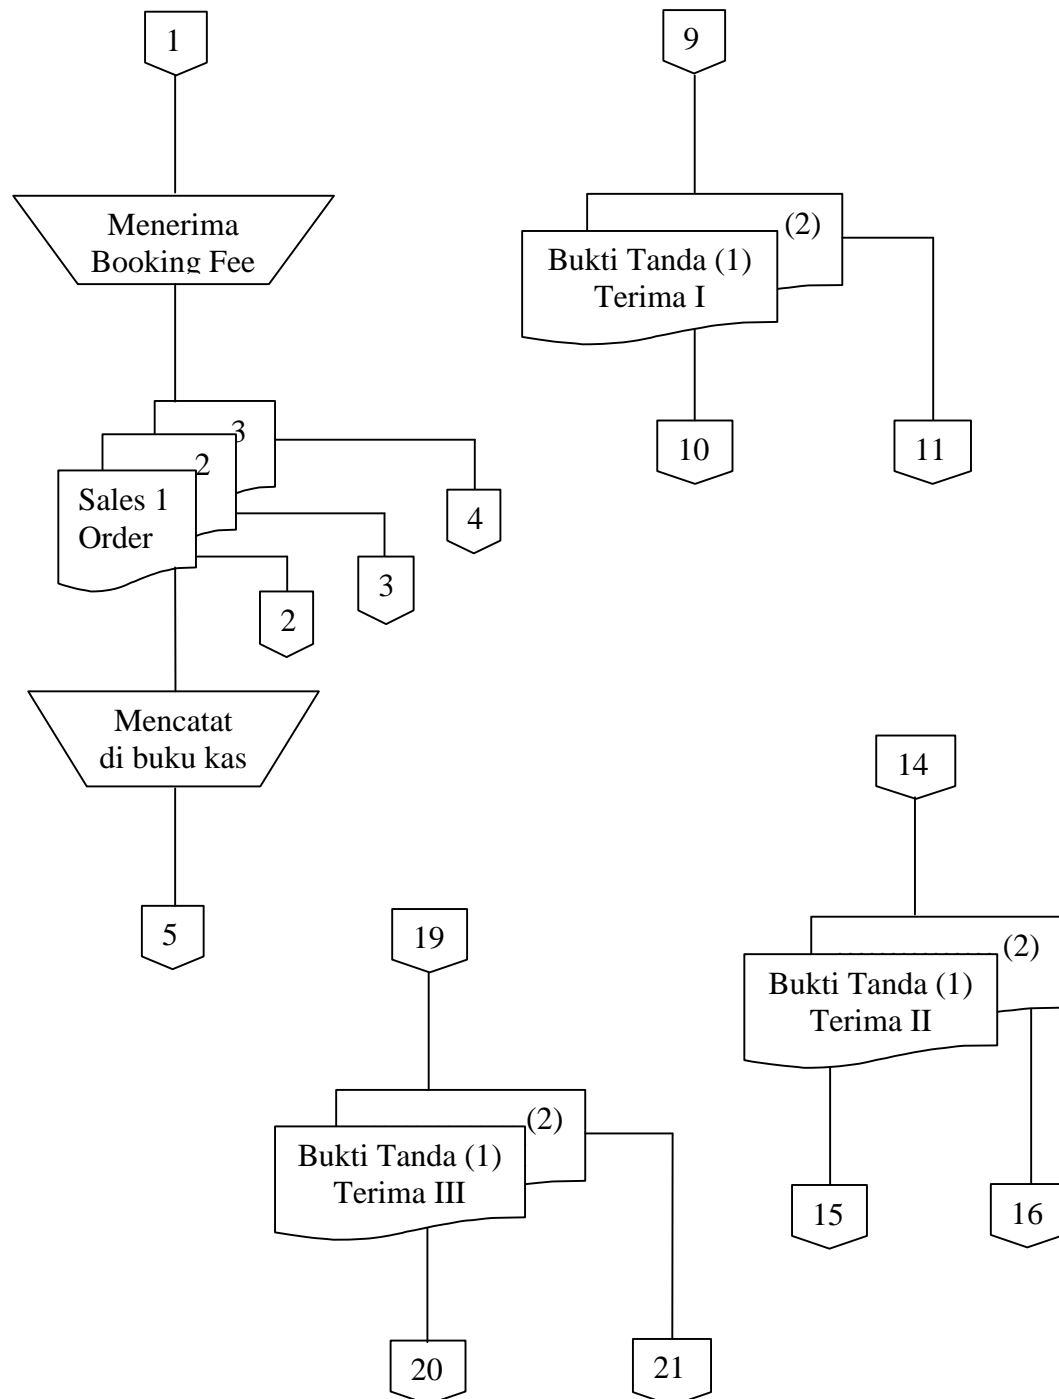 1
Menerima
Booking Fee
3
2
Sales 1
Order
4
3
2
Mencatat
di buku kas
5
9
(2)
Bukti Tanda (1)
Terima I
10
11
14
(2)
Bukti Tanda (1)
Terima II
15
16
19
(2)
Bukti Tanda (1)
Terima III
20
21